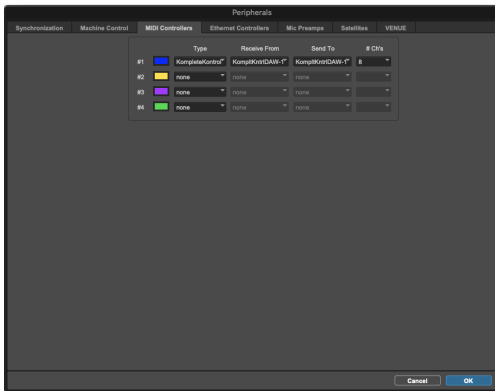 Peripherals
Synchronization Machine Control MIDI Controllers Ethernet Controllers Mic Preamps Satellites VENUE
Type Receive From Send To # Ch's
#1 KompleteKontrol KompltKntrlDAW-1 KompltKntrlDAW-1 8
#2 none none none
#3 none none none
#4 none none none
Cancel OK